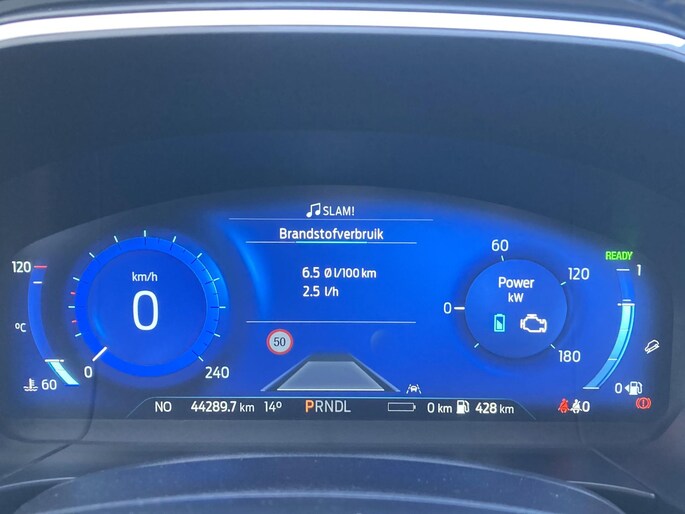 SLAM!
Brandstofverbruik
6.5 Ø l/100 km
2.5 l/h
120
°C
60
km/h
0
0
240
50
60
Power
kW
120
0
180
READY
1
0
NO 44289.7 km 14° PRNDL 0 km 428 km